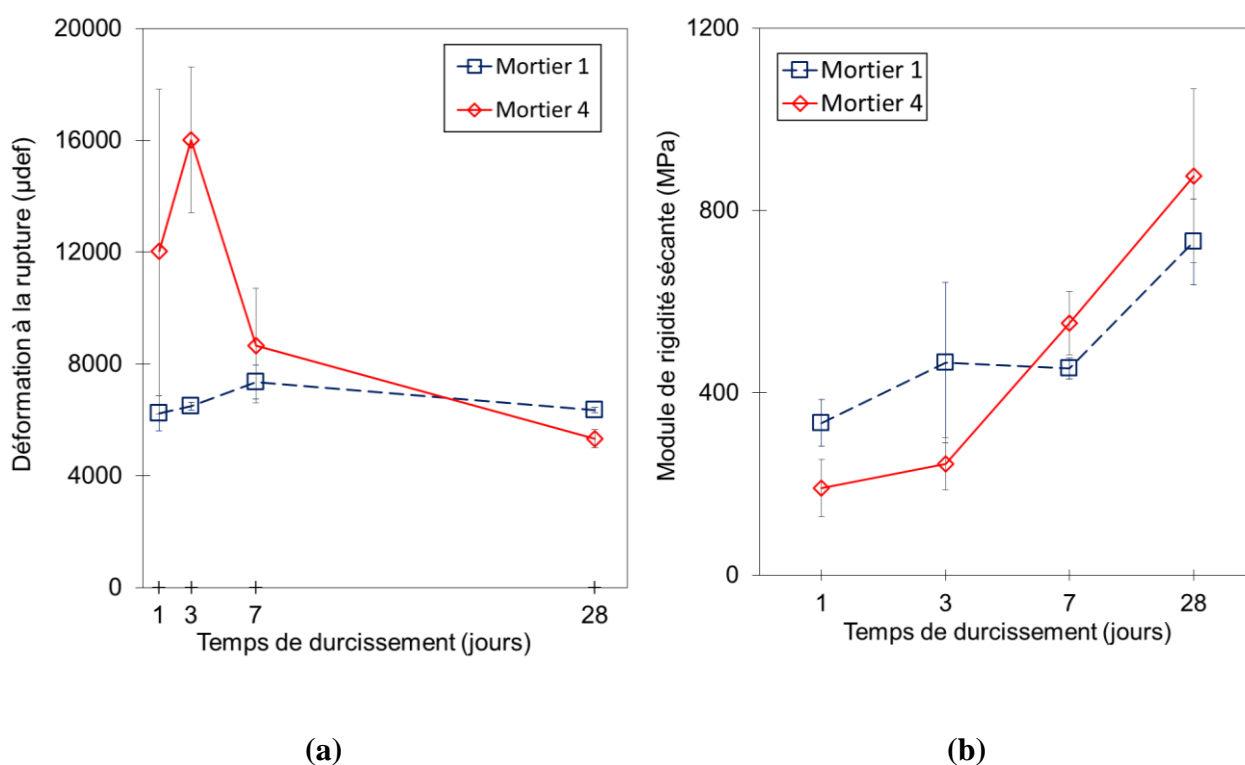 20000
16000
12000
8000
4000
0
Déformation à la rupture (µdef)
Mortier 1
Mortier 4
1 3 7 28
Temps de durcissement (jours)
(a)
1200
800
400
0
Module de rigidité sécante (MPa)
Mortier 1
Mortier 4
1 3 7 28
Temps de durcissement (jours)
(b)